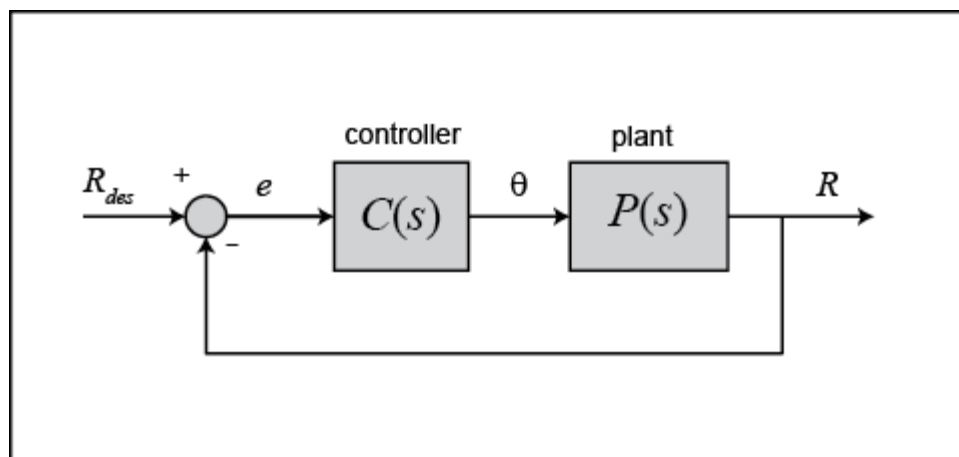 controller
plant
R_des
+
e
C(s)
θ
P(s)
R
−